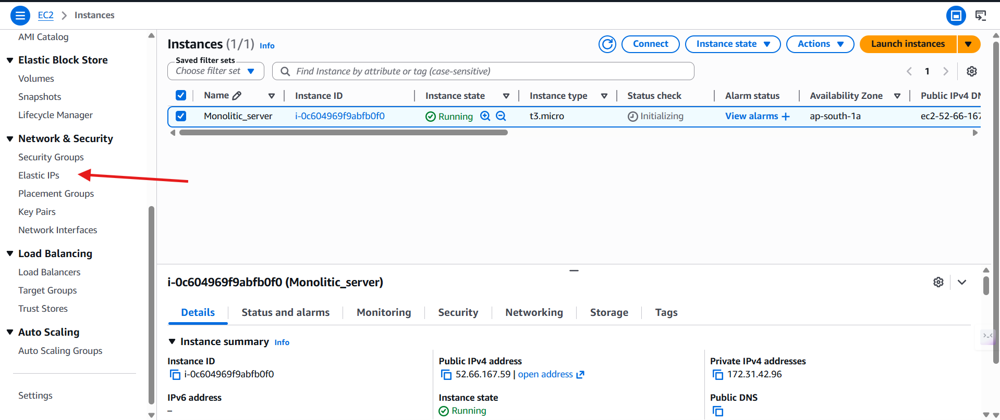 EC2 > Instances
AMI Catalog
Elastic Block Store
Volumes
Snapshots
Lifecycle Manager
Network & Security
Security Groups
Elastic IPs
Placement Groups
Key Pairs
Network Interfaces
Load Balancing
Load Balancers
Target Groups
Trust Stores
Auto Scaling
Auto Scaling Groups
Settings
Instances (1/1) Info
Connect
Instance state
Actions
Launch instances
Saved filter sets
Choose filter set
Find Instance by attribute or tag (case-sensitive)
1
Name Instance ID Instance state Instance type Status check Alarm status Availability Zone Public IPv4 DN
Monolitic_server i-0c604969f9abfb0f0 Running t3.micro Initializing View alarms + ap-south-1a ec2-52-66-167
i-0c604969f9abfb0f0 (Monolitic_server)
Details Status and alarms Monitoring Security Networking Storage Tags
Instance summary Info
Instance ID
i-0c604969f9abfb0f0
Public IPv4 address
52.66.167.59 | open address
Private IPv4 addresses
172.31.42.96
IPv6 address
–
Instance state
Running
Public DNS